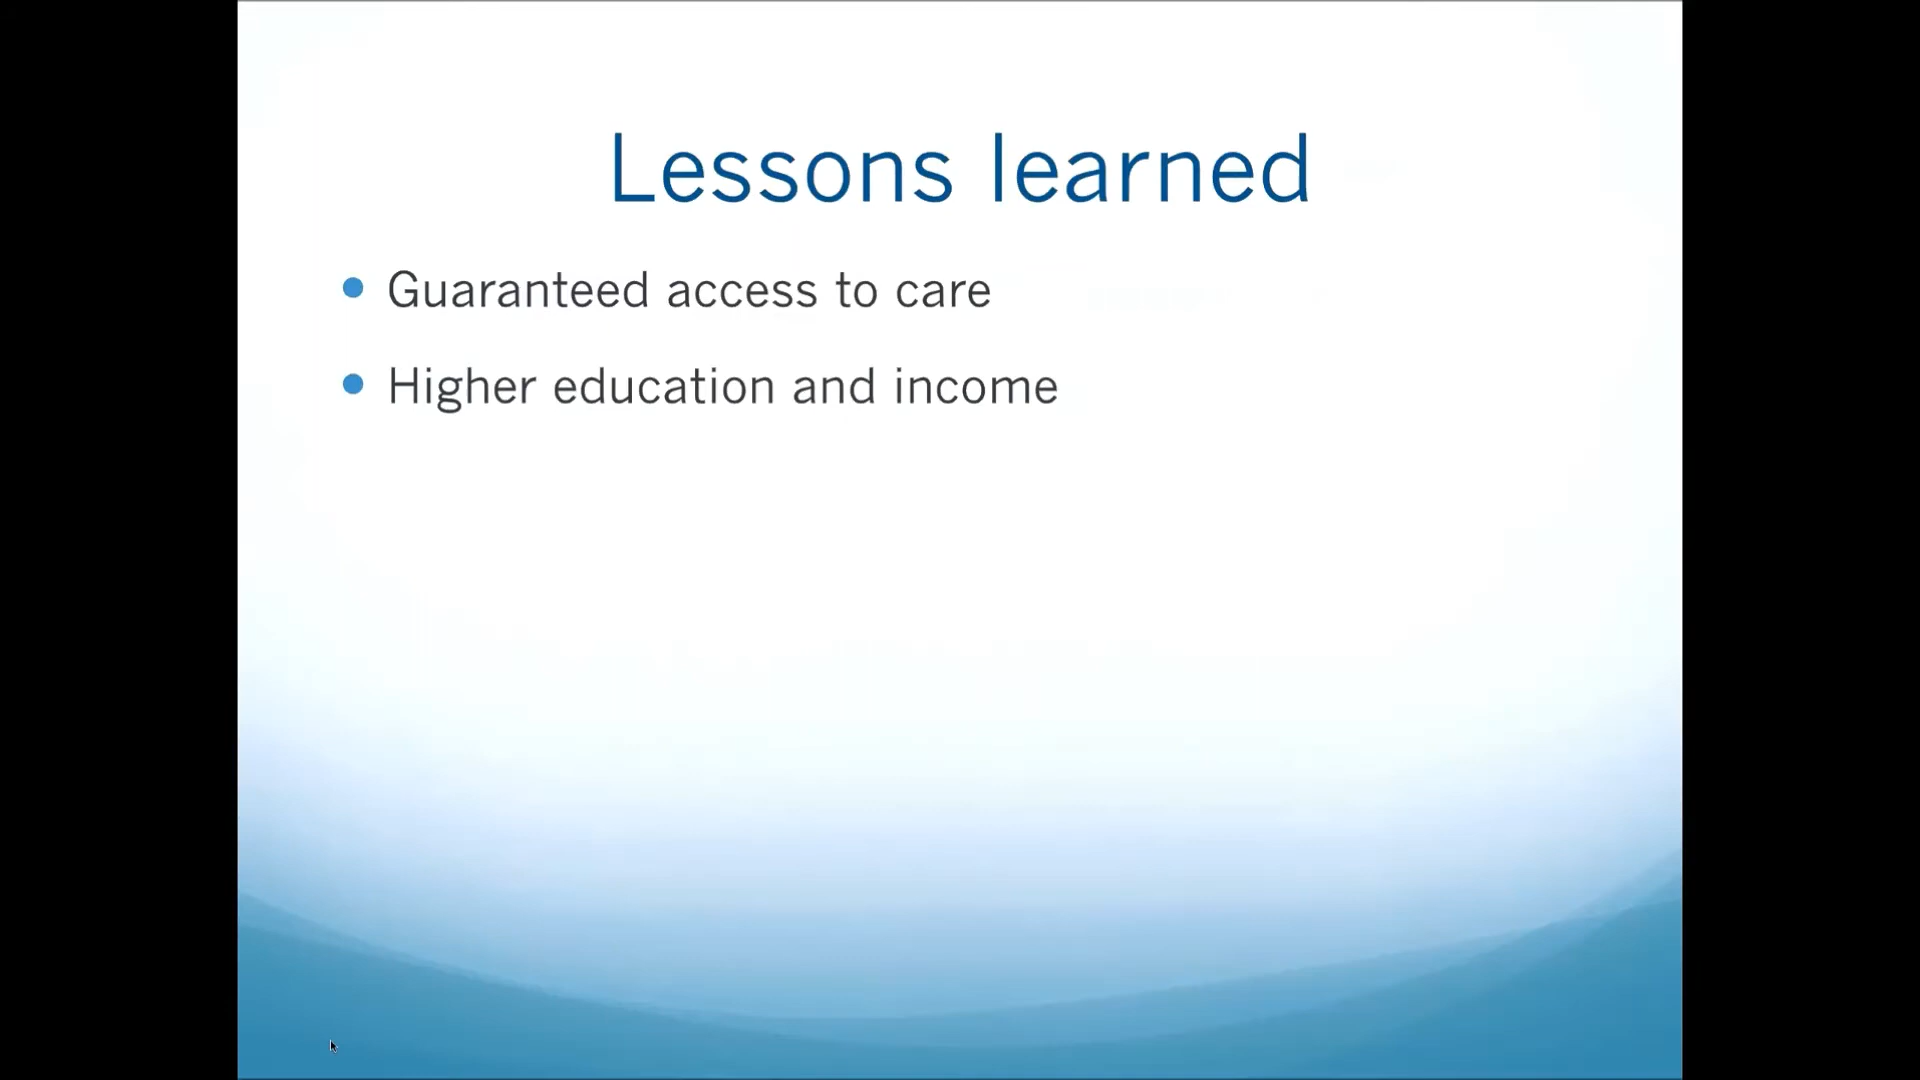 Lessons learned
Guaranteed access to care
Higher education and income